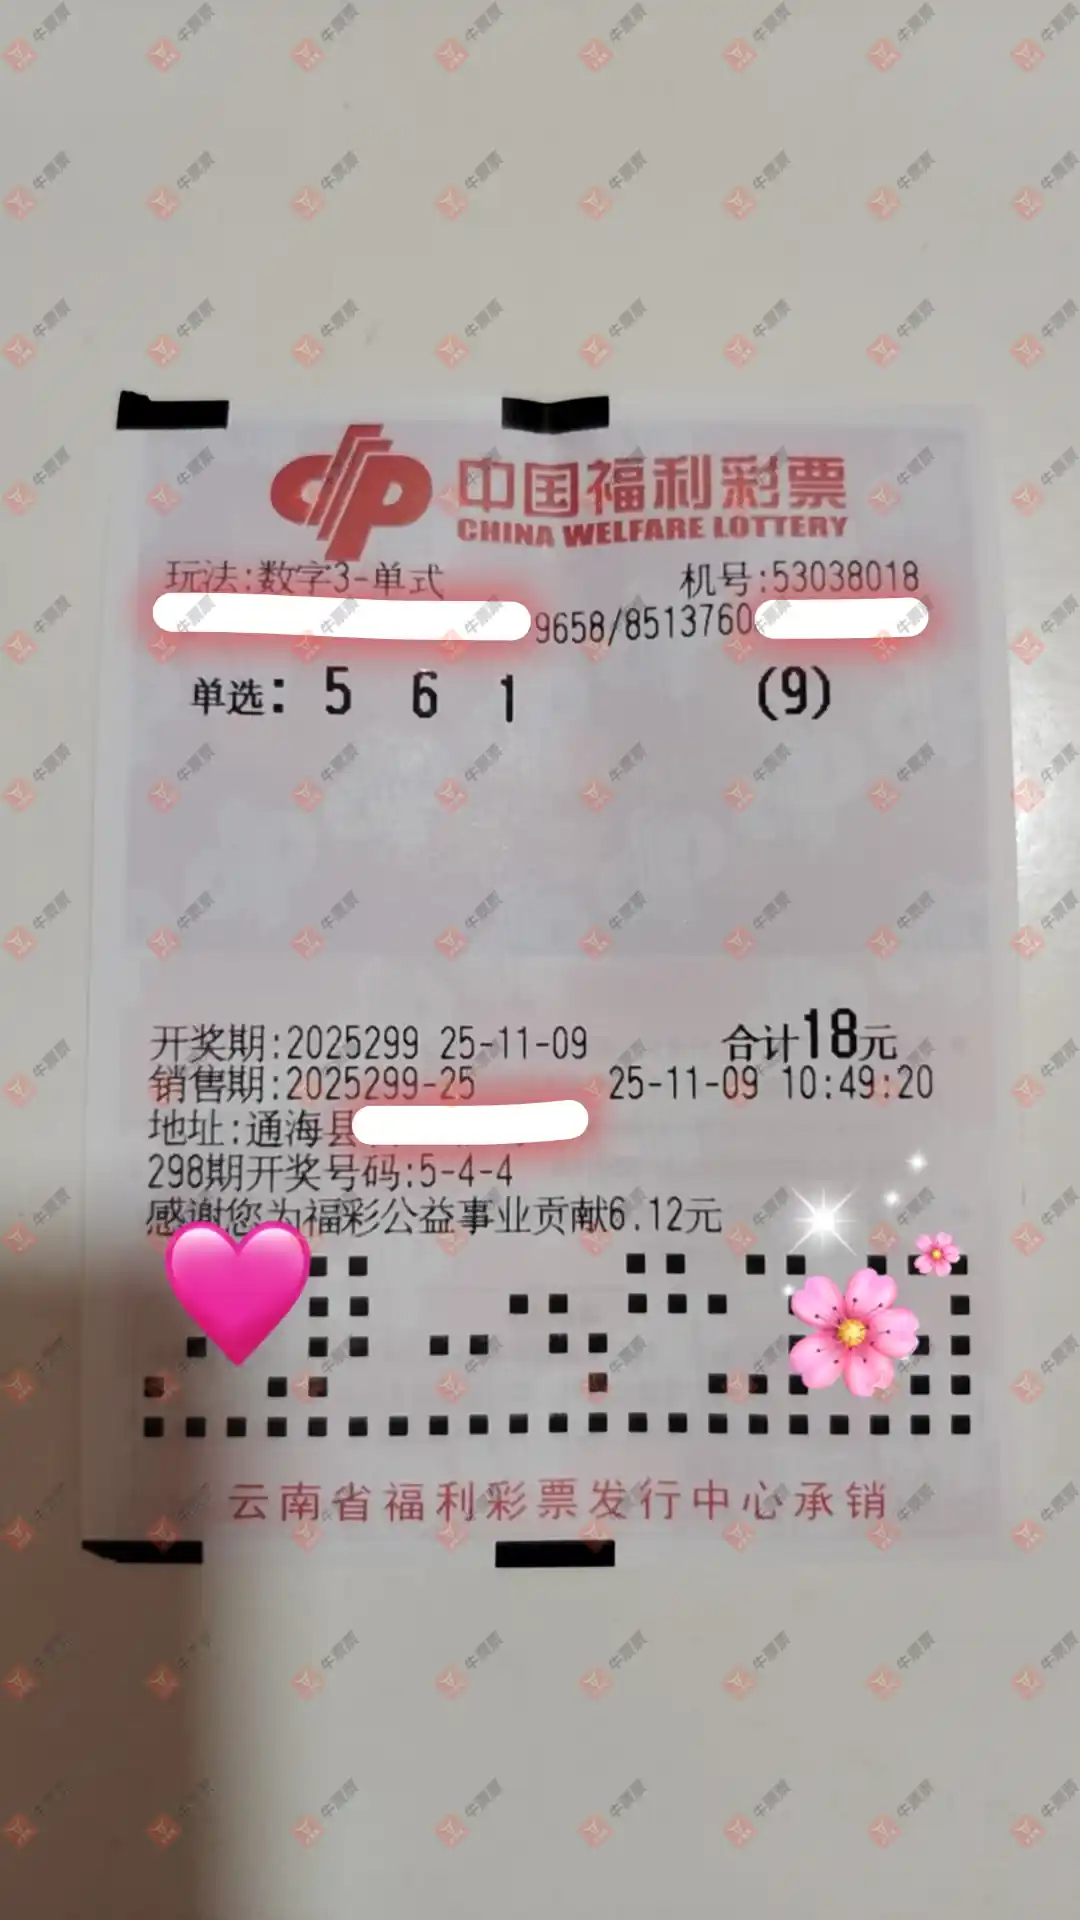 中国福利彩票
CHINA WELFARE LOTTERY
玩法:数字3-单式 机号:53038018
9658/8513760
单选: 5 6 1 (9)
开奖期:2025299 25-11-09 合计18元
销售期:2025299-25 25-11-09 10:49:20
地址:通海县
298期开奖号码:5-4-4
感谢您为福彩公益事业贡献6.12元
云南省福利彩票发行中心承销
牛票票